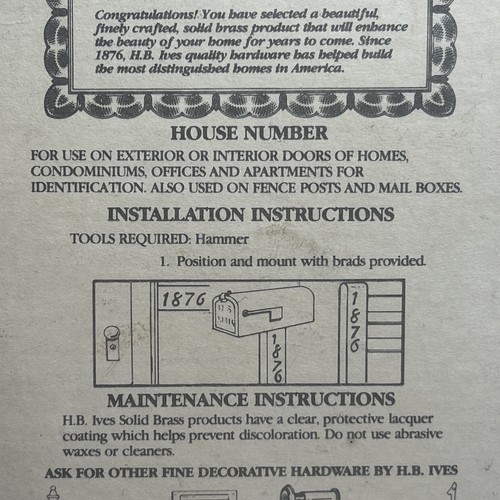 Congratulations! You have selected a beautiful,
finely crafted, solid brass product that will enhance
the beauty of your home for years to come. Since
1876, H.B. Ives quality hardware has helped build
the most distinguished homes in America.
HOUSE NUMBER
FOR USE ON EXTERIOR OR INTERIOR DOORS OF HOMES,
CONDOMINIUMS, OFFICES AND APARTMENTS FOR
IDENTIFICATION. ALSO USED ON FENCE POSTS AND MAIL BOXES.
INSTALLATION INSTRUCTIONS
TOOLS REQUIRED: Hammer
1. Position and mount with brads provided.
1876
1876
1876
MAINTENANCE INSTRUCTIONS
H.B. Ives Solid Brass products have a clear, protective lacquer
coating which helps prevent discoloration. Do not use abrasive
waxes or cleaners.
ASK FOR OTHER FINE DECORATIVE HARDWARE BY H.B. IVES